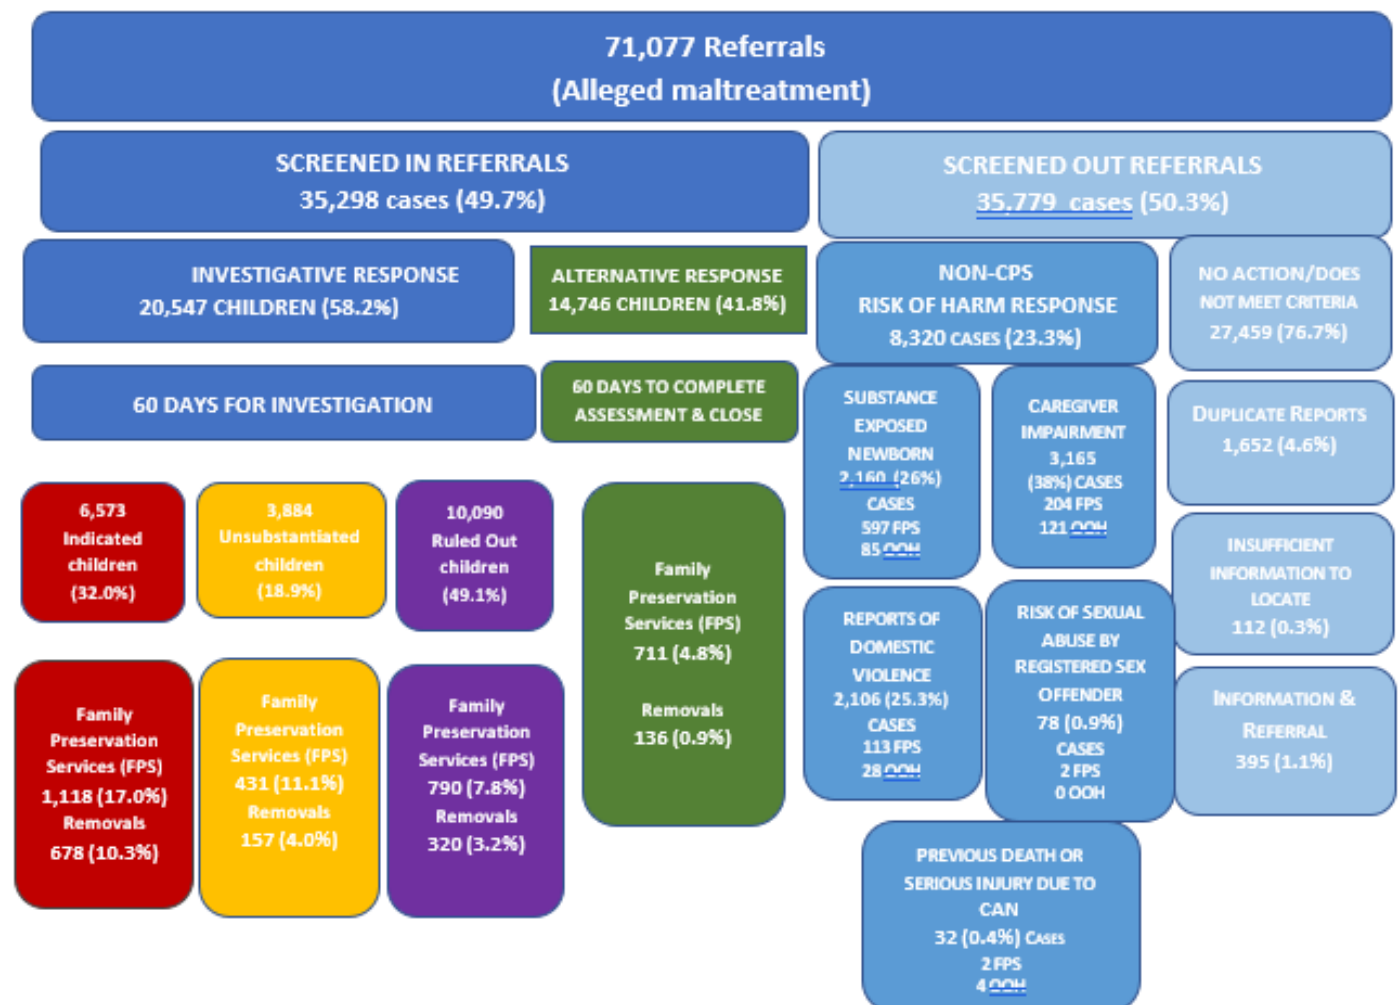 71,077 Referrals
(Alleged maltreatment)
SCREENED IN REFERRALS
35,298 cases (49.7%)
SCREENED OUT REFERRALS
35,779 cases (50.3%)
INVESTIGATIVE RESPONSE
20,547 CHILDREN (58.2%)
ALTERNATIVE RESPONSE
14,746 CHILDREN (41.8%)
NON-CPS
RISK OF HARM RESPONSE
8,320 CASES (23.3%)
NO ACTION/DOES
NOT MEET CRITERIA
27,459 (76.7%)
60 DAYS FOR INVESTIGATION
60 DAYS TO COMPLETE
ASSESSMENT & CLOSE
SUBSTANCE
EXPOSED
NEWBORN
2,160 (26%)
CASES
597 FPS
85 OOH
CAREGIVER
IMPAIRMENT
3,165
(38%) CASES
204 FPS
121 OOH
DUPLICATE REPORTS
1,652 (4.6%)
6,573
Indicated
children
(32.0%)
3,884
Unsubstantiated
children
(18.9%)
10,090
Ruled Out
children
(49.1%)
Family
Preservation
Services (FPS)
711 (4.8%)
Removals
136 (0.9%)
INSUFFICIENT
INFORMATION TO
LOCATE
112 (0.3%)
REPORTS OF
DOMESTIC
VIOLENCE
2,106 (25.3%)
CASES
113 FPS
28 OOH
RISK OF SEXUAL
ABUSE BY
REGISTERED SEX
OFFENDER
78 (0.9%)
CASES
2 FPS
0 OOH
INFORMATION &
REFERRAL
395 (1.1%)
Family
Preservation
Services (FPS)
1,118 (17.0%)
Removals
678 (10.3%)
Family
Preservation
Services (FPS)
431 (11.1%)
Removals
157 (4.0%)
Family
Preservation
Services (FPS)
790 (7.8%)
Removals
320 (3.2%)
PREVIOUS DEATH OR
SERIOUS INJURY DUE TO
CAN
32 (0.4%) CASES
2 FPS
4 OOH